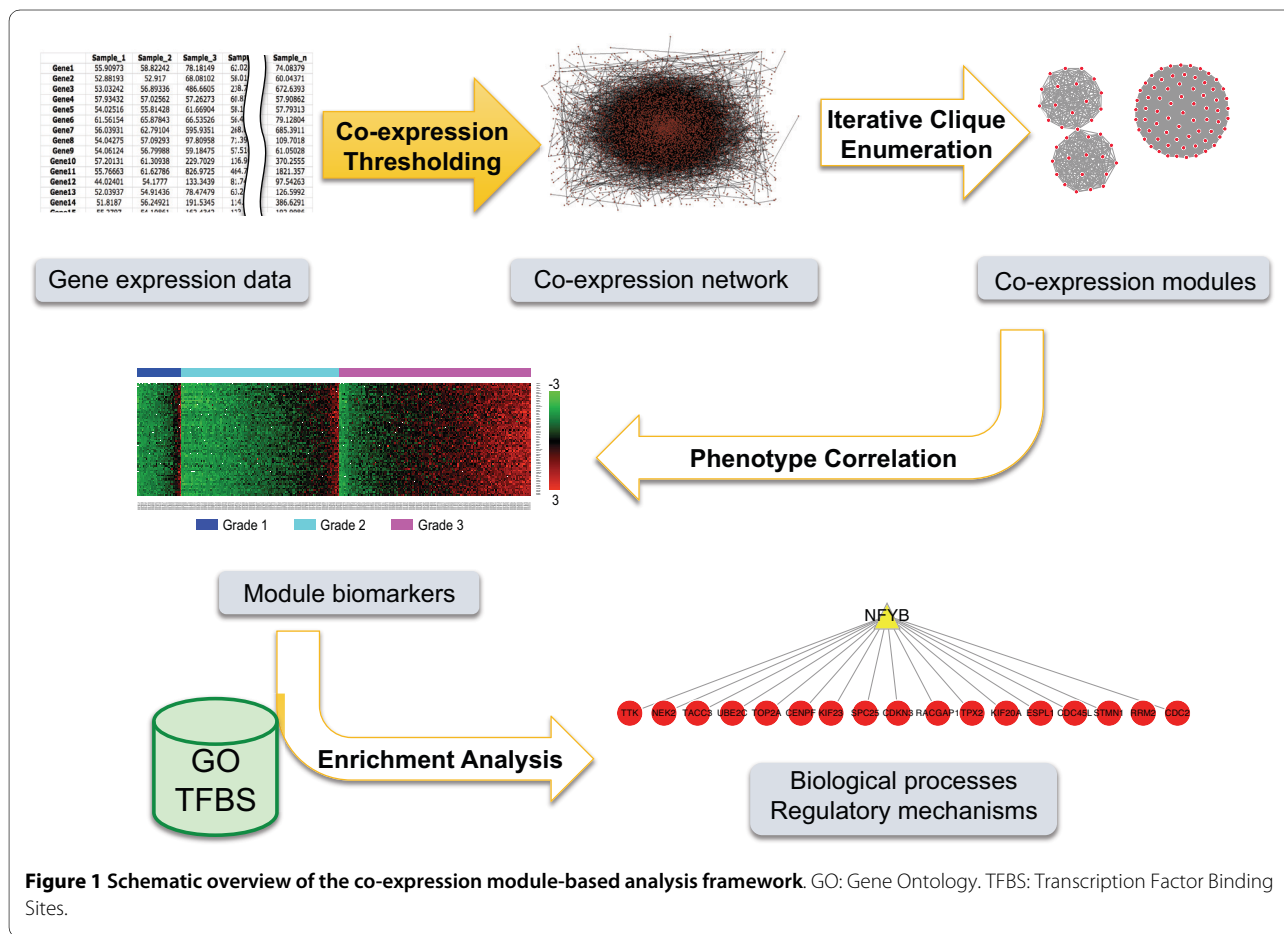 Sample_1 Sample_2 Sample_3 Sample_n
Gene1 55.90973 58.82242 78.18149 62.02 74.08379
Gene2 52.88193 52.917 68.08102 58.01 60.04371
Gene3 53.03242 56.89336 486.6605 672.6393
Gene4 57.93432 57.02562 57.26273 57.90862
Gene5 54.02516 55.81428 61.66904 57.79313
Gene6 61.56154 65.87843 66.53526 79.12804
Gene7 56.03931 62.79104 595.9351 685.3911
Gene8 54.04275 57.09293 97.80958 109.7018
Gene9 54.06124 56.79988 59.18475 61.05028
Gene10 57.20131 61.30938 229.7029 370.2555
Gene11 55.76663 61.62786 826.9725 1821.357
Gene12 44.02401 54.1777 133.3439 97.54263
Gene13 52.03937 54.91436 78.47479 126.5992
Gene14 51.8187 56.24921 191.5345 386.6291
Co-expression
Thresholding
Iterative Clique
Enumeration
Gene expression data
Co-expression network
Co-expression modules
-3
3
Grade 1 Grade 2 Grade 3
Phenotype Correlation
Module biomarkers
NFYB
TTK NEK2 TACC3 UBE2C TOP2A CENPF KIF23 SPC25 CDKN3 RACGAP1 TPX2 KIF20A ESPL1 CDC45L STMN1 RRM2 CDC2
GO
TFBS
Enrichment Analysis
Biological processes
Regulatory mechanisms
Figure 1 Schematic overview of the co-expression module-based analysis framework. GO: Gene Ontology. TFBS: Transcription Factor Binding
Sites.